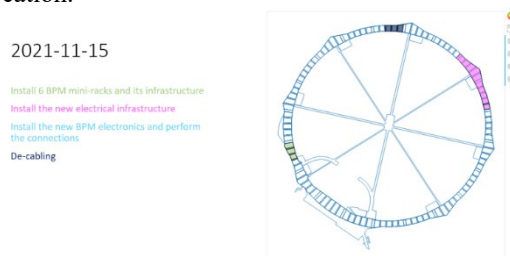 cation.
2021-11-15
Install 6 BPM mini-racks and its infrastructure
Install the new electrical infrastructure
Install the new BPM electronics and perform
the connections
De-cabling